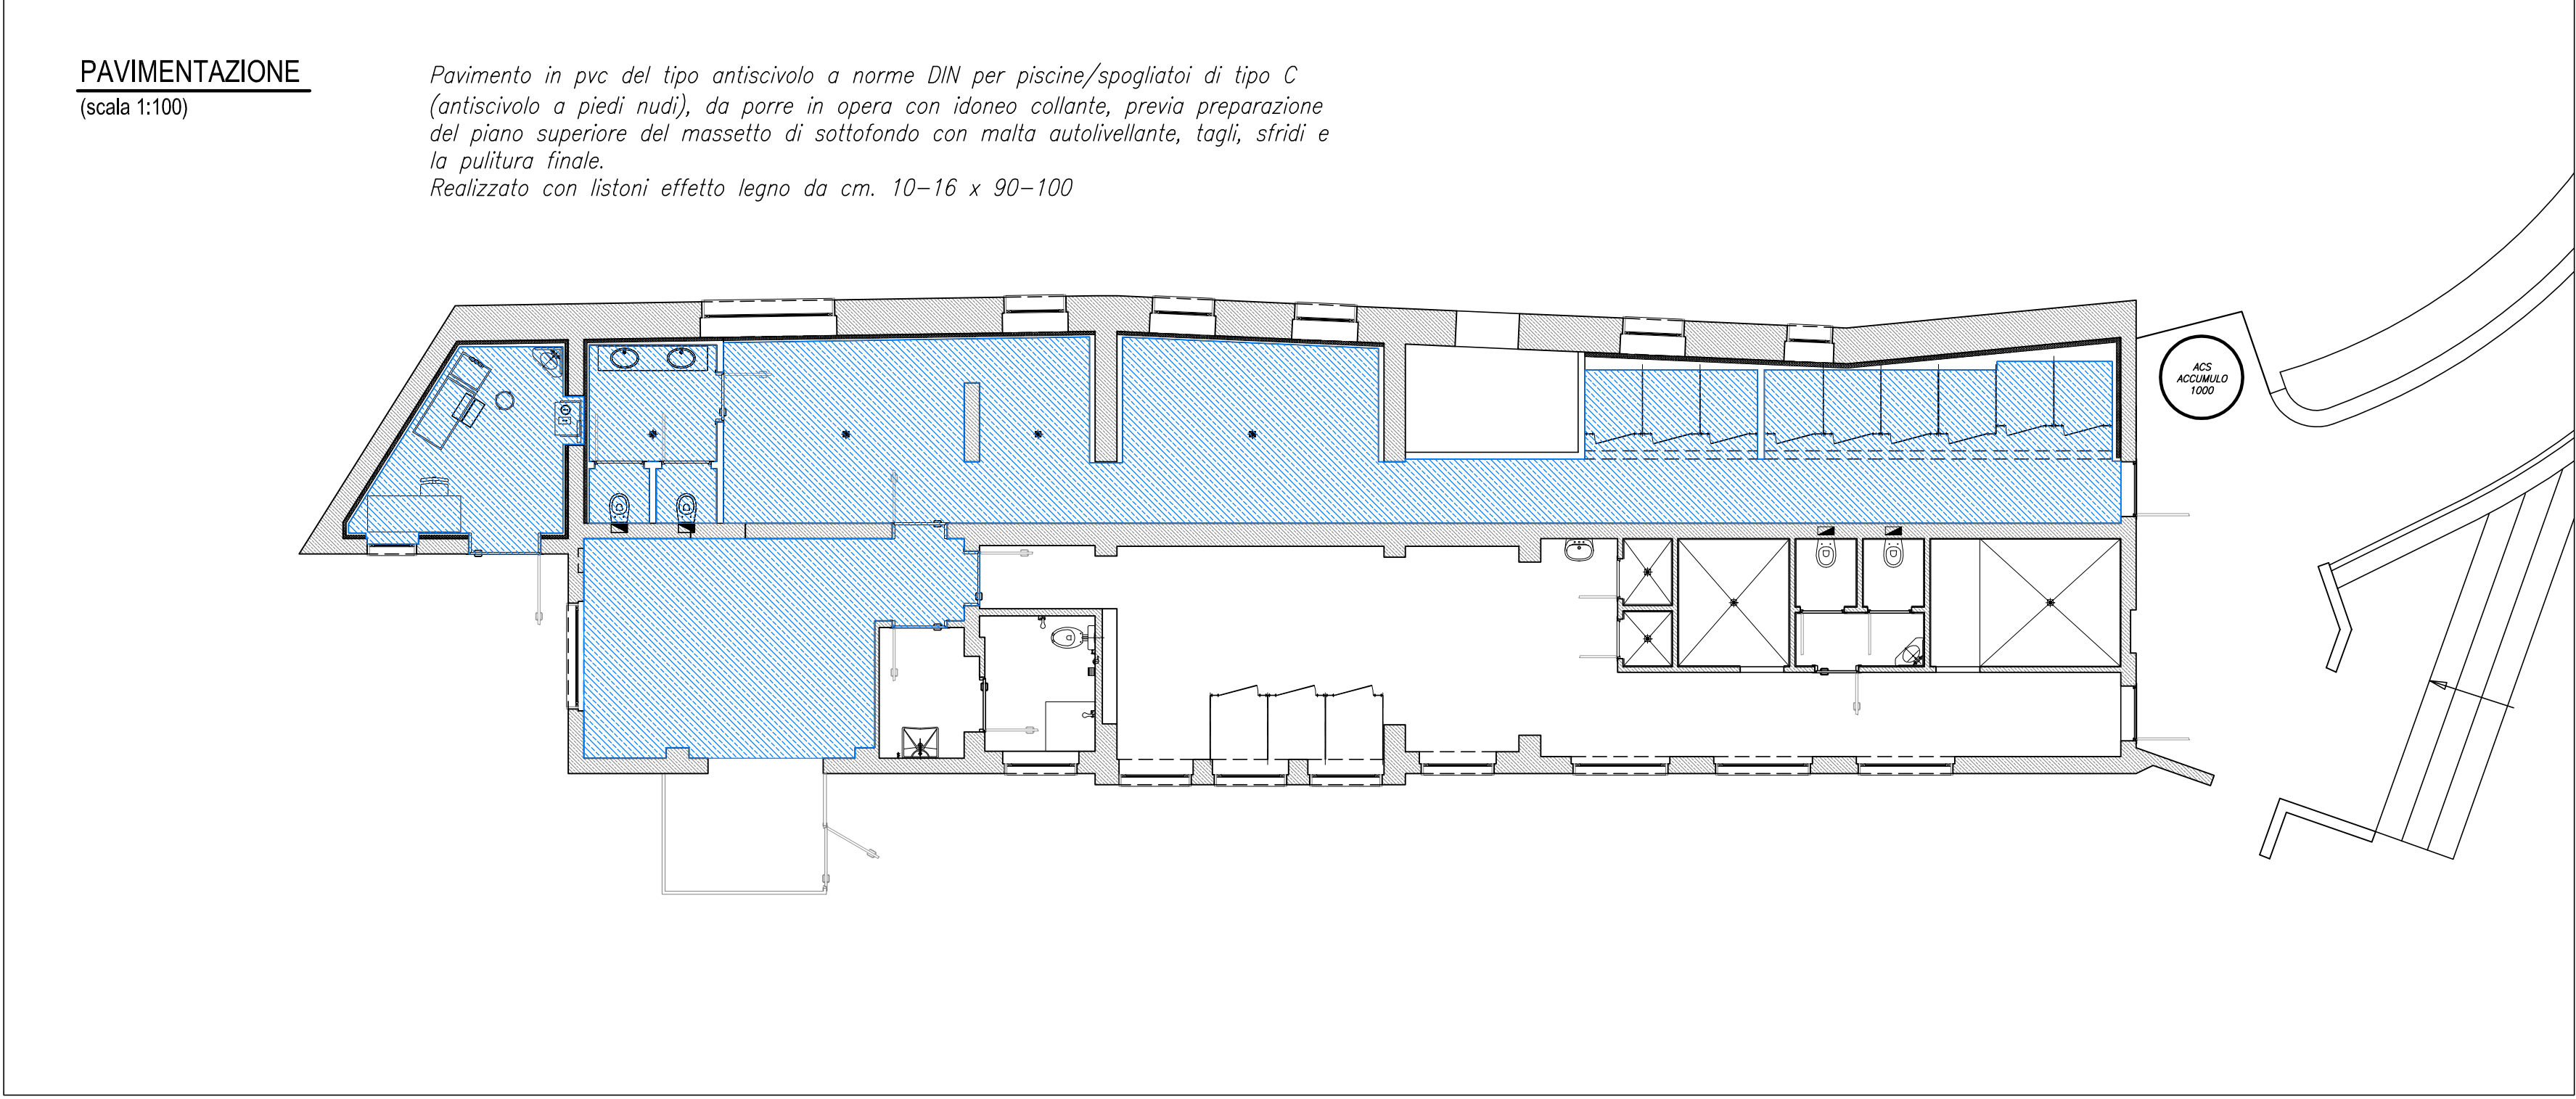 PAVIMENTAZIONE
(scala 1:100)
Pavimento in pvc del tipo antiscivolo a norme DIN per piscine/spogliatoi di tipo C
(antiscivolo a piedi nudi), da porre in opera con idoneo collante, previa preparazione
del piano superiore del massetto di sottofondo con malta autolivellante, tagli, sfridi e
la pulitura finale.
Realizzato con listoni effetto legno da cm. 10-16 x 90-100
ACS
ACCUMULO
1000